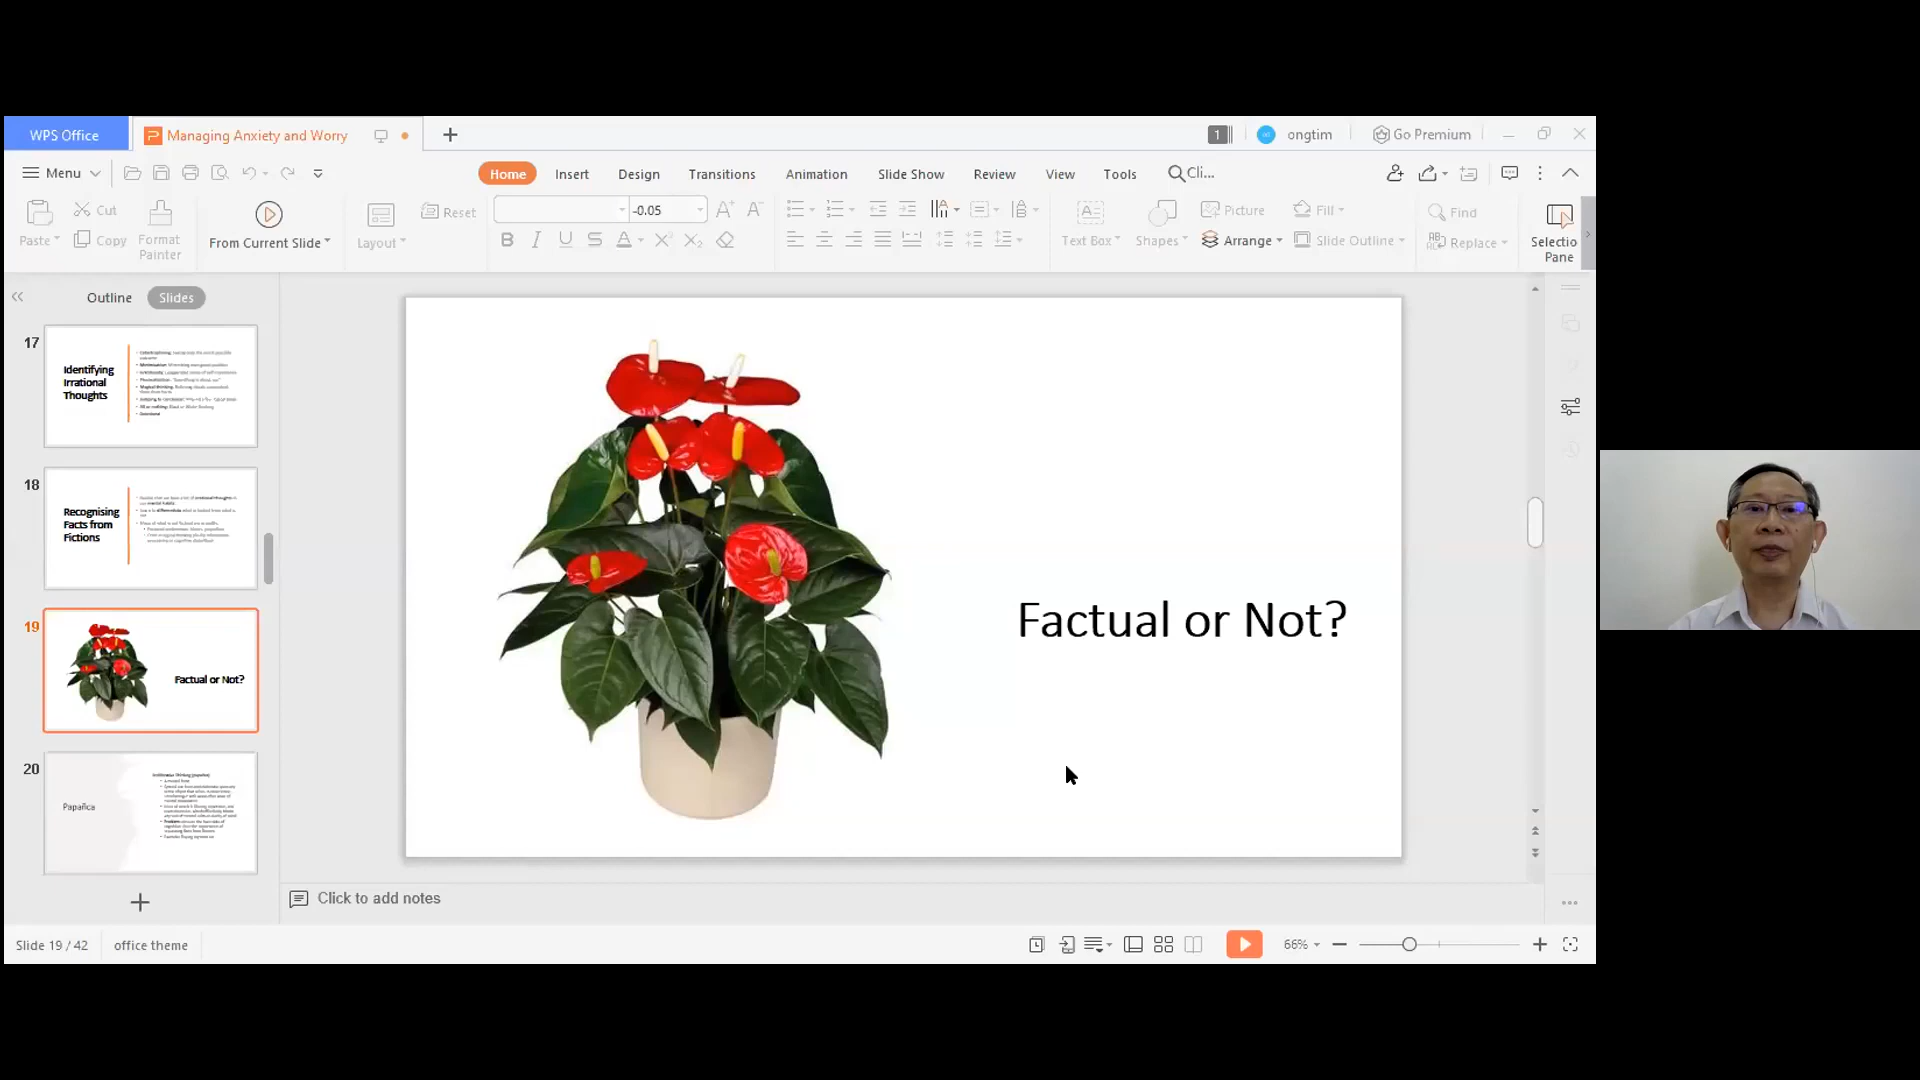 WPS Office
Managing Anxiety and Worry
1
ongtim
Go Premium
Menu
Home
Insert
Design
Transitions
Animation
Slide Show
Review
View
Tools
Cli...
Paste
Cut
Copy
Format
Painter
From Current Slide
Layout
Reset
-0.05
Text Box
Shapes
Picture
Arrange
Fill
Slide Outline
Find
Replace
Selectio
Pane
Outline
Slides
17
Identifying
Irrational
Thoughts
18
Recognising
Facts from
Fictions
19
Factual or Not?
20
Papañca
Factual or Not?
Click to add notes
Slide 19 / 42
office theme
66%